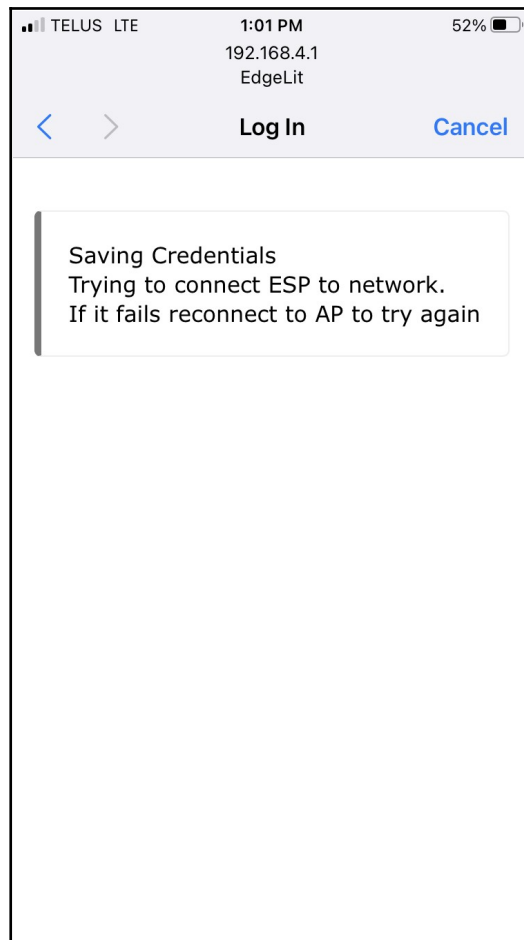 TELUS LTE 1:01 PM 52%
192.168.4.1
EdgeLit
Log In Cancel
Saving Credentials
Trying to connect ESP to network.
If it fails reconnect to AP to try again